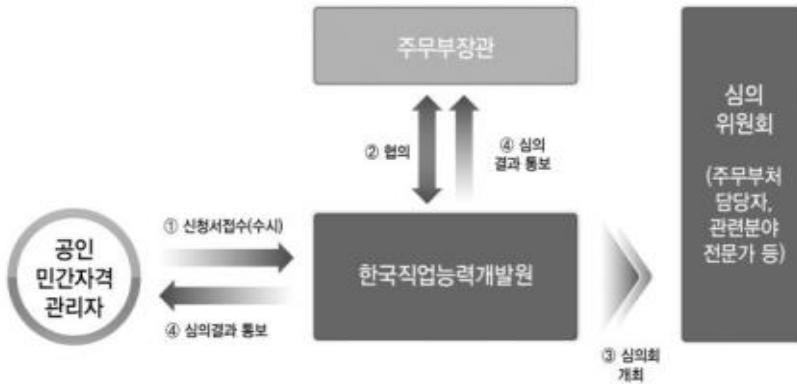 주무부장관
② 협의
④ 심의
결과 통보
심의
위원회
(주무부처
담당자,
관련분야
전문가 등)
① 신청서접수(수시)
공인
민간자격
관리자
한국직업능력개발원
④ 심의결과 통보
③ 심의회
개최